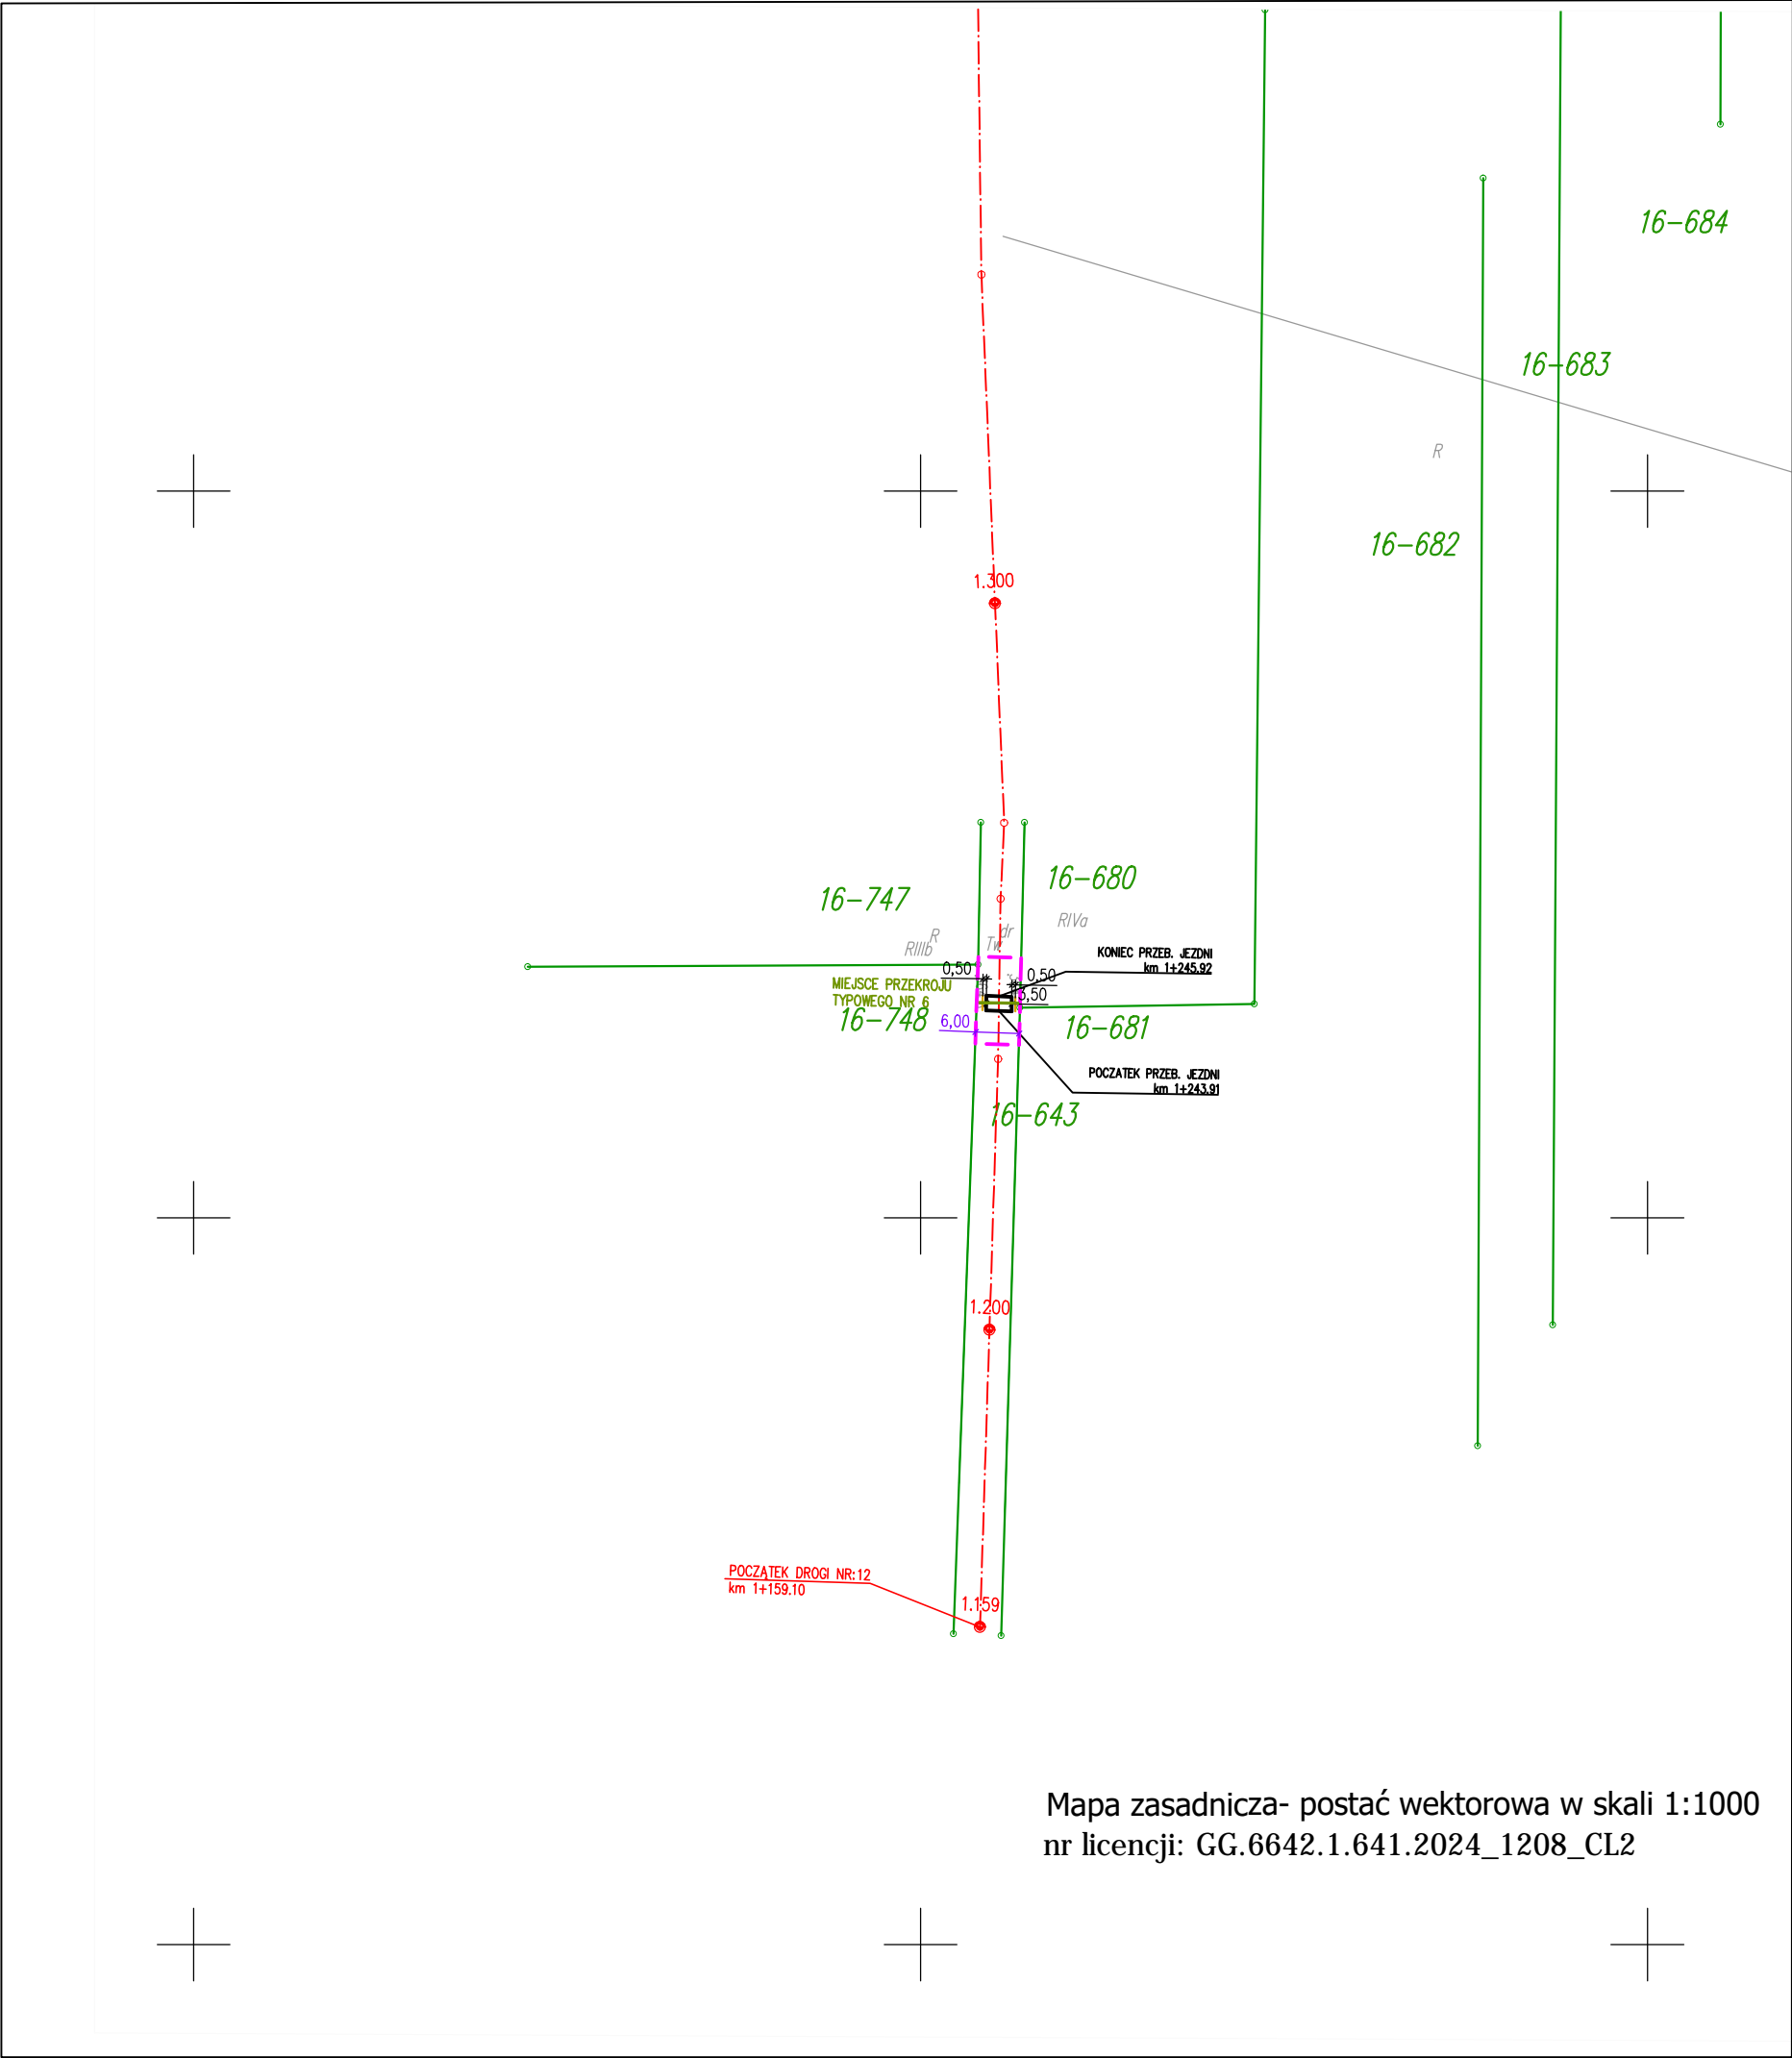 16-684
16-683
R
16-682
1.300
16-680
16-747
RIVa
dr
R
Tw
RIIIb
KONIEC PRZEB. JEZDNI
km 1+245.92
0,50
0,50
MIEJSCE PRZEKROJU
TYPOWEGO NR 6
3,50
16-748
6,00
16-681
POCZATEK PRZEB. JEZDNI
km 1+243.91
16-643
1.200
POCZĄTEK DROGI NR:12
km 1+159.10
1.159
Mapa zasadnicza- postać wektorowa w skali 1:1000
nr licencji: GG.6642.1.641.2024_1208_CL2